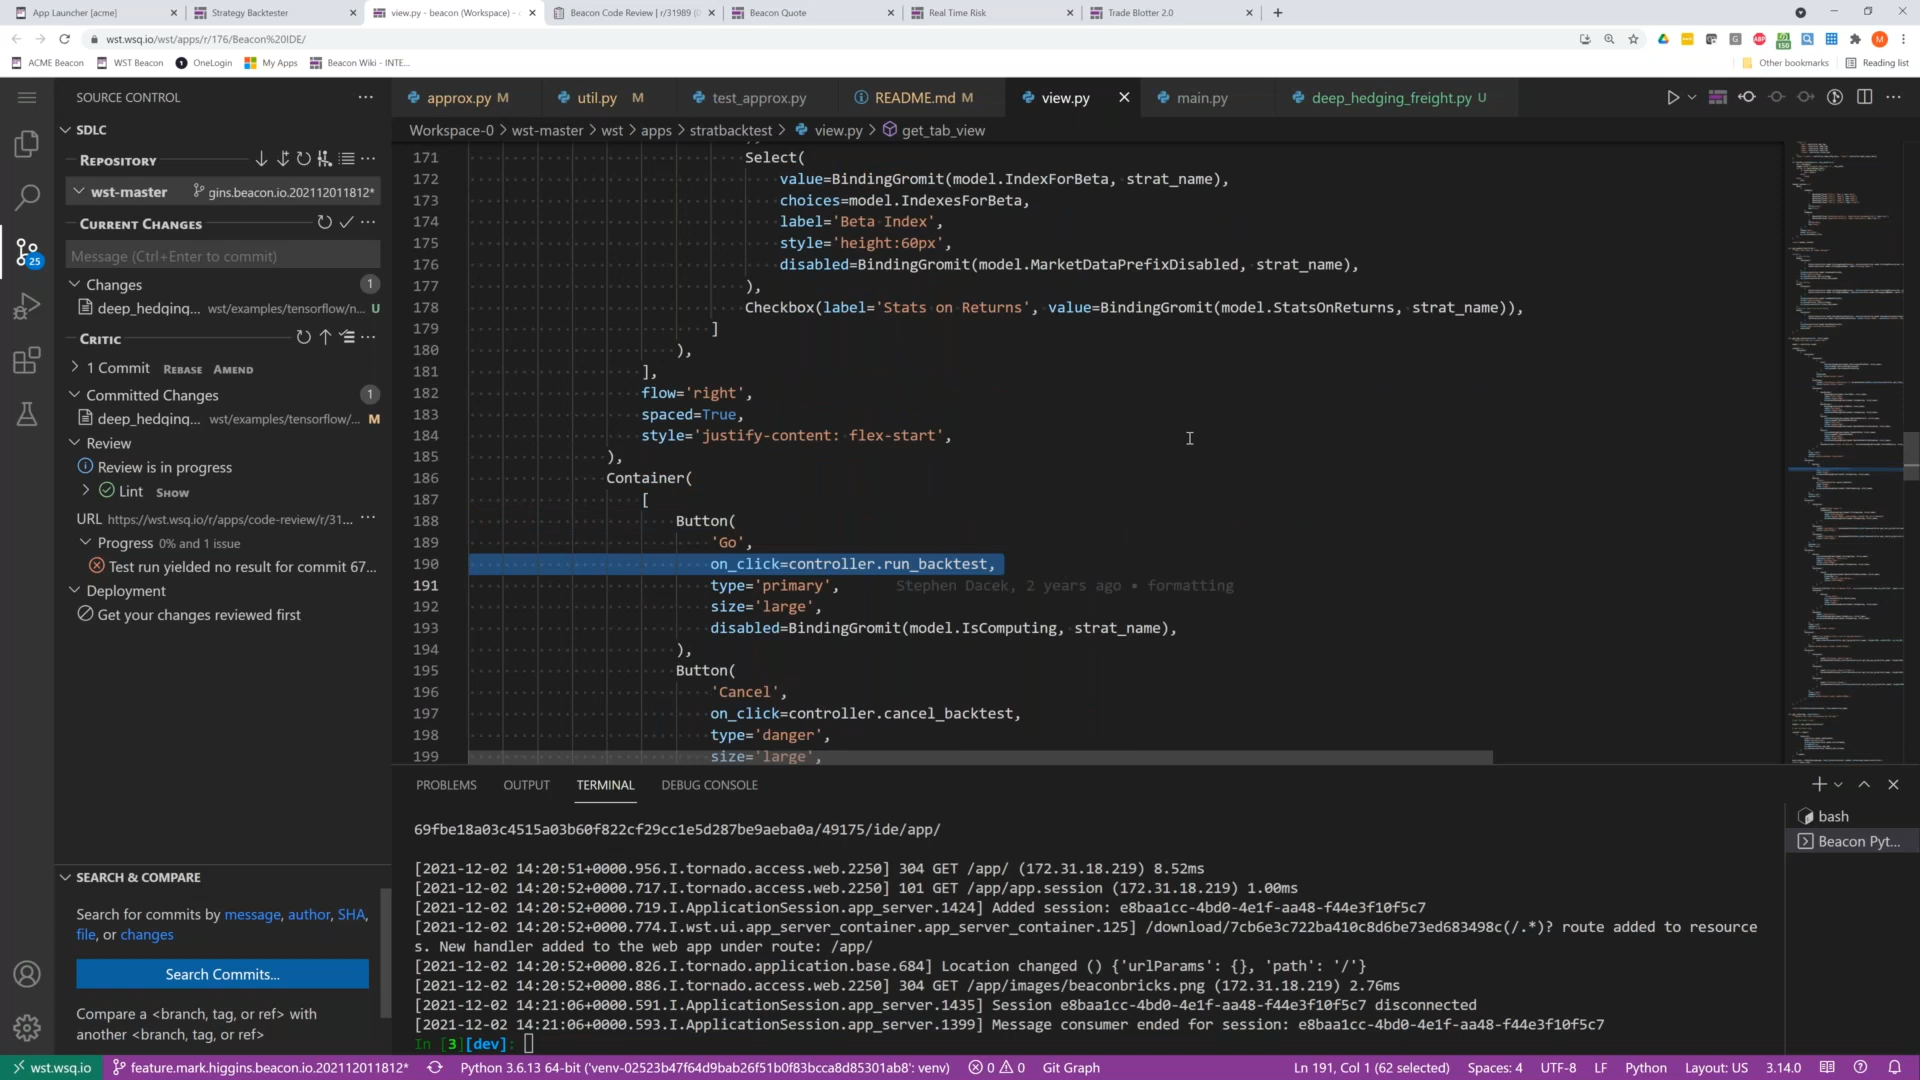 App Launcher [acme]
Strategy Backtester
view.py - beacon (Workspace) -
Beacon Code Review | r/31989 (
Beacon Quote
Real Time Risk
Trade Blotter 2.0
wst.wsq.io/wst/apps/r/176/Beacon%20IDE/
ACME Beacon
WST Beacon
OneLogin
My Apps
Beacon Wiki - INTE...
Other bookmarks
Reading list
SOURCE CONTROL
approx.py M
util.py M
test_approx.py
README.md M
view.py
main.py
deep_hedging_freight.py U
SDLC
Workspace-0 > wst-master > wst > apps > stratbacktest > view.py > get_tab_view
REPOSITORY
wst-master gins.beacon.io.202112011812*
CURRENT CHANGES
Message (Ctrl+Enter to commit)
Changes 1
deep_hedginq... wst/examples/tensorflow/n... U
CRITIC
1 Commit REBASE AMEND
Committed Changes 1
deep_hedginq... wst/examples/tensorflow/... M
Review
Review is in progress
Lint SHOW
URL https://wst.wsq.io/r/apps/code-review/r/31... ...
Progress 0% and 1 issue
Test run yielded no result for commit 67...
Deployment
Get your changes reviewed first
25
171 Select(
172 value=BindingGromit(model.IndexForBeta, strat_name),
173 choices=model.IndexesForBeta,
174 label='Beta Index',
175 style='height:60px',
176 disabled=BindingGromit(model.MarketDataPrefixDisabled, strat_name),
177 ),
178 Checkbox(label='Stats on Returns', value=BindingGromit(model.StatsOnReturns, strat_name)),
179 ]
180 ),
181 ],
182 flow='right',
183 spaced=True,
184 style='justify-content: flex-start',
185 ),
186 Container(
187 [
188 Button(
189 'Go',
190 on_click=controller.run_backtest,
191 type='primary', Stephen Dacek, 2 years ago • formatting
192 size='large',
193 disabled=BindingGromit(model.IsComputing, strat_name),
194 ),
195 Button(
196 'Cancel',
197 on_click=controller.cancel_backtest,
198 type='danger',
199 size='large',
PROBLEMS OUTPUT TERMINAL DEBUG CONSOLE
69fbe18a03c4515a03b60f822cf29cc1e5d287be9aeba0a/49175/ide/app/
[2021-12-02 14:20:51+0000.956.I.tornado.access.web.2250] 304 GET /app/ (172.31.18.219) 8.52ms
[2021-12-02 14:20:52+0000.717.I.tornado.access.web.2250] 101 GET /app/app.session (172.31.18.219) 1.00ms
[2021-12-02 14:20:52+0000.719.I.ApplicationSession.app_server.1424] Added session: e8baa1cc-4bd0-4e1f-aa48-f44e3f10f5c7
[2021-12-02 14:20:52+0000.774.I.wst.ui.app_server_container.app_server_container.125] /download/7cb6e3c722ba410c8d6be73ed683498c(/.*)? route added to resource
s. New handler added to the web app under route: /app/
[2021-12-02 14:20:52+0000.826.I.tornado.application.base.684] Location changed () {'urlParams': {}, 'path': '/'}
[2021-12-02 14:20:52+0000.886.I.tornado.access.web.2250] 304 GET /app/images/beaconbricks.png (172.31.18.219) 2.76ms
[2021-12-02 14:21:06+0000.591.I.ApplicationSession.app_server.1435] Session e8baa1cc-4bd0-4e1f-aa48-f44e3f10f5c7 disconnected
[2021-12-02 14:21:06+0000.593.I.ApplicationSession.app_server.1399] Message consumer ended for session: e8baa1cc-4bd0-4e1f-aa48-f44e3f10f5c7
In [3][dev]:
bash
Beacon Pyt...
SEARCH & COMPARE
Search for commits by message, author, SHA,
file, or changes
Search Commits...
Compare a <branch, tag, or ref> with
another <branch, tag, or ref>
wst.wsq.io
feature.mark.higgins.beacon.io.202112011812*
Python 3.6.13 64-bit ('venv-02523b47f64d9bab26f51b0f83bcca8d85301ab8': venv)
0 0
Git Graph
Ln 191, Col 1 (62 selected)
Spaces: 4
UTF-8
LF
Python
Layout: US
3.14.0